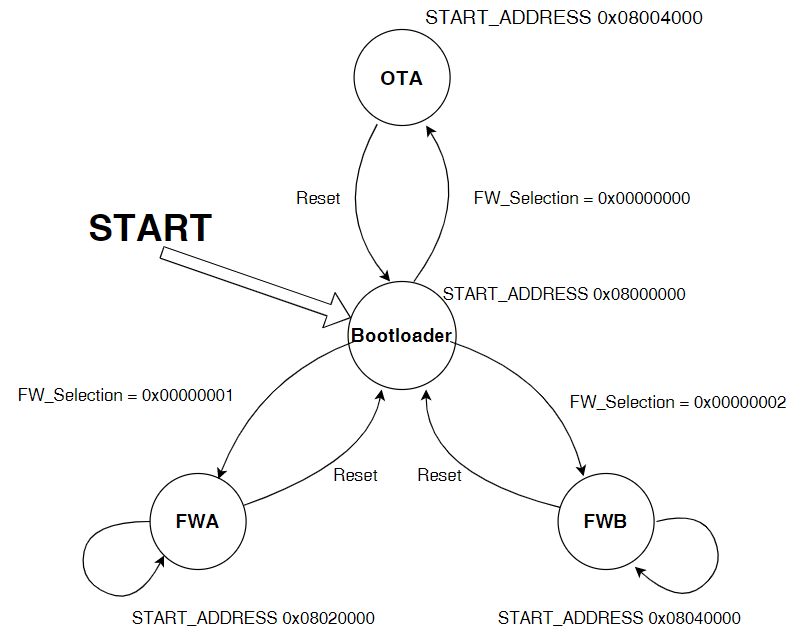 START_ADDRESS 0x08004000
OTA
Reset
FW_Selection = 0x00000000
START
START_ADDRESS 0x08000000
Bootloader
FW_Selection = 0x00000001
FW_Selection = 0x00000002
Reset
Reset
FWA
FWB
START_ADDRESS 0x08020000
START_ADDRESS 0x08040000